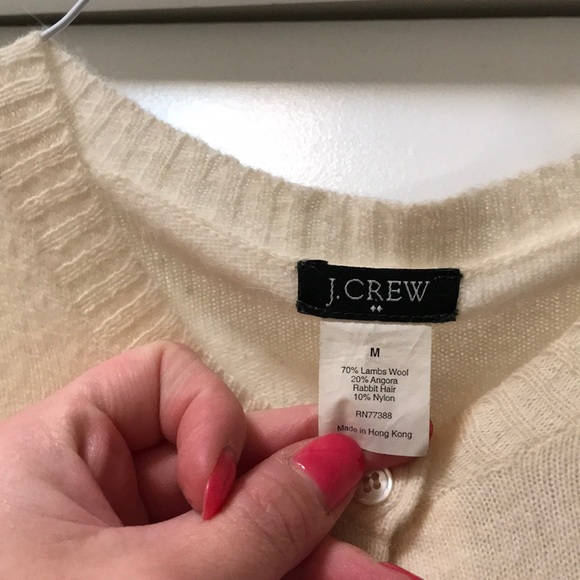 J.CREW
M
70% Lambs Wool
20% Angora
Rabbit Hair
10% Nylon
RN77388
Made in Hong Kong